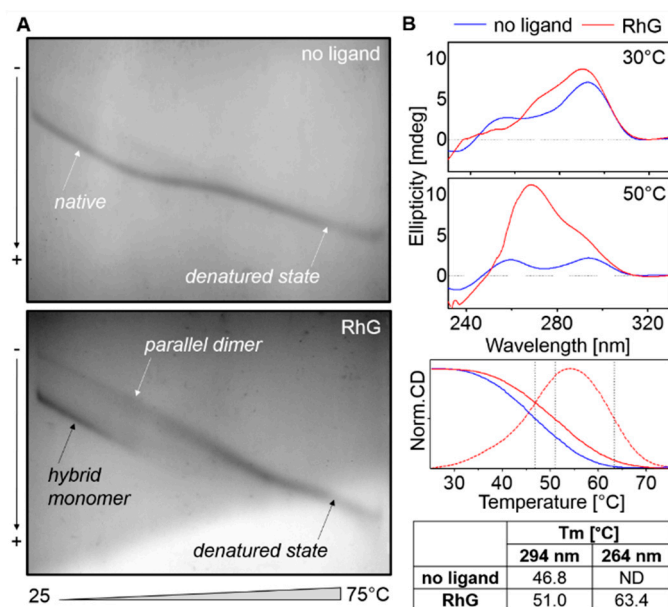 A
no ligand
-
native
denatured state
+
RhG
-
parallel dimer
hybrid
monomer
denatured state
+
25
75°C
B
no ligand RhG
10
5
0
30°C
10
5
0
50°C
Ellipticity [mdeg]
240 280 320
Wavelength [nm]
Norm.CD
30 40 50 60 70
Temperature [°C]
Tm [°C]
294 nm 264 nm
no ligand 46.8 ND
RhG 51.0 63.4